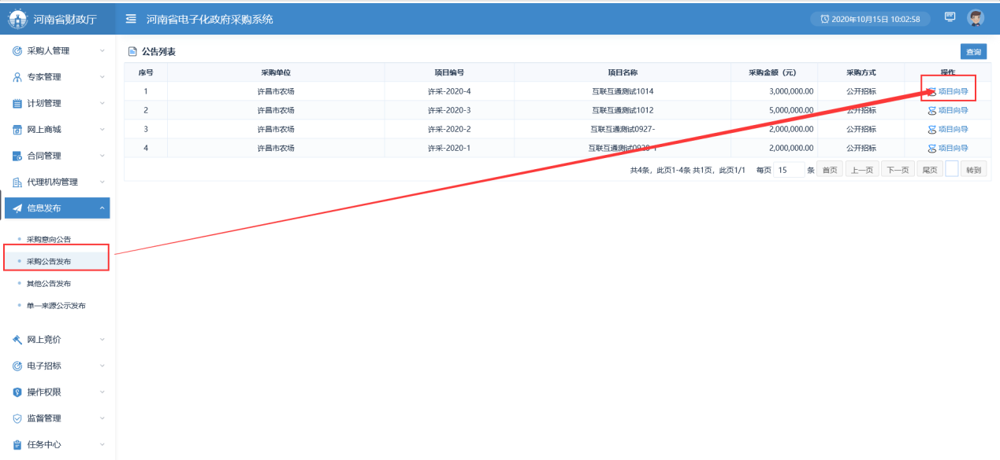 河南省财政厅
河南省电子化政府采购系统
2020年10月15日 10:02:58
采购人管理
专家管理
计划管理
网上商城
合同管理
代理机构管理
信息发布
采购意向公告
采购公告发布
其他公告发布
单一来源公示发布
网上竞价
电子招标
操作权限
监督管理
任务中心
公告列表
查询
序号 采购单位 项目编号 项目名称 采购金额（元） 采购方式 操作
1 许昌市农场 许采-2020-4 互联互通测试1014 3,000,000.00 公开招标 项目向导
2 许昌市农场 许采-2020-3 互联互通测试1012 5,000,000.00 公开招标 项目向导
3 许昌市农场 许采-2020-2 互联互通测试0927- 2,000,000.00 公开招标 项目向导
4 许昌市农场 许采-2020-1 2,000,000.00 公开招标 项目向导
共4条，此页1-4条 共1页，此页1/1 每页 15 条 首页 上一页 下一页 尾页 转到